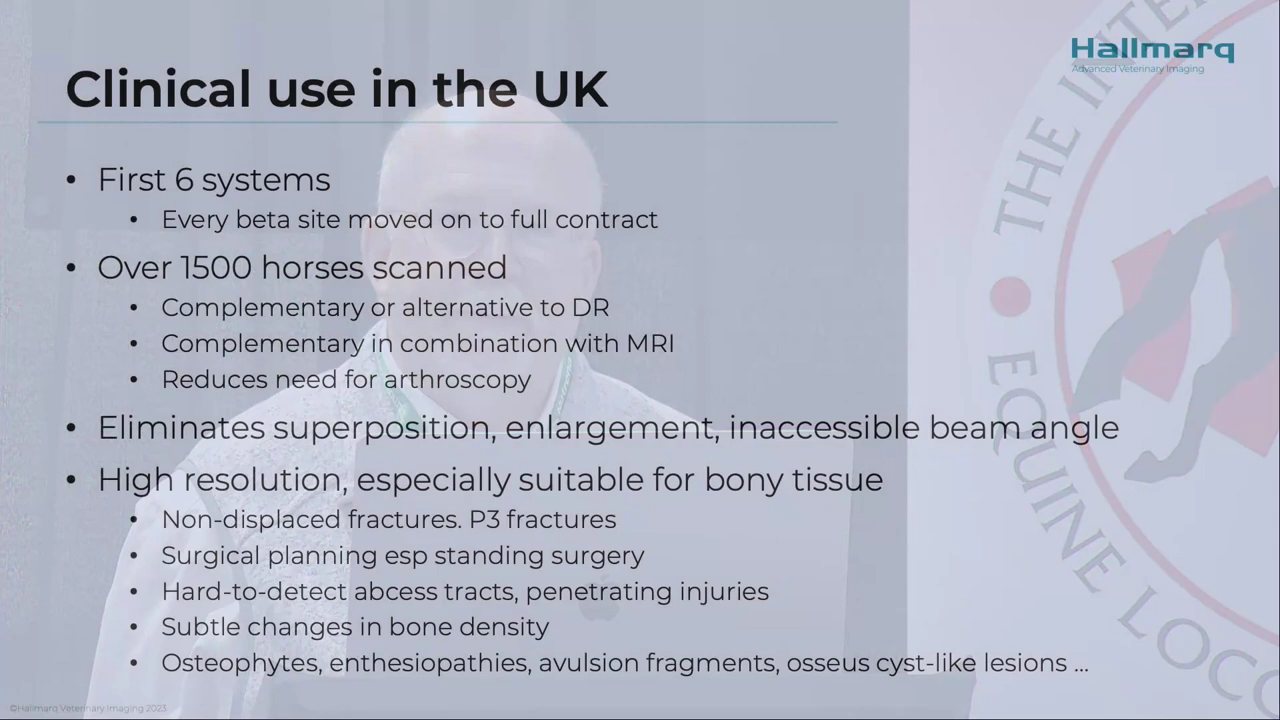 Hallmarq
Advanced Veterinary Imaging
Clinical use in the UK
• First 6 systems
• Every beta site moved on to full contract
• Over 1500 horses scanned
• Complementary or alternative to DR
• Complementary in combination with MRI
• Reduces need for arthroscopy
• Eliminates superposition, enlargement, inaccessible beam angle
• High resolution, especially suitable for bony tissue
• Non-displaced fractures. P3 fractures
• Surgical planning esp standing surgery
• Hard-to-detect abcess tracts, penetrating injuries
• Subtle changes in bone density
• Osteophytes, enthesiopathies, avulsion fragments, osseus cyst-like lesions ...
©Hallmarq Veterinary Imaging 2023
THE INTE
EQUINE LOCO